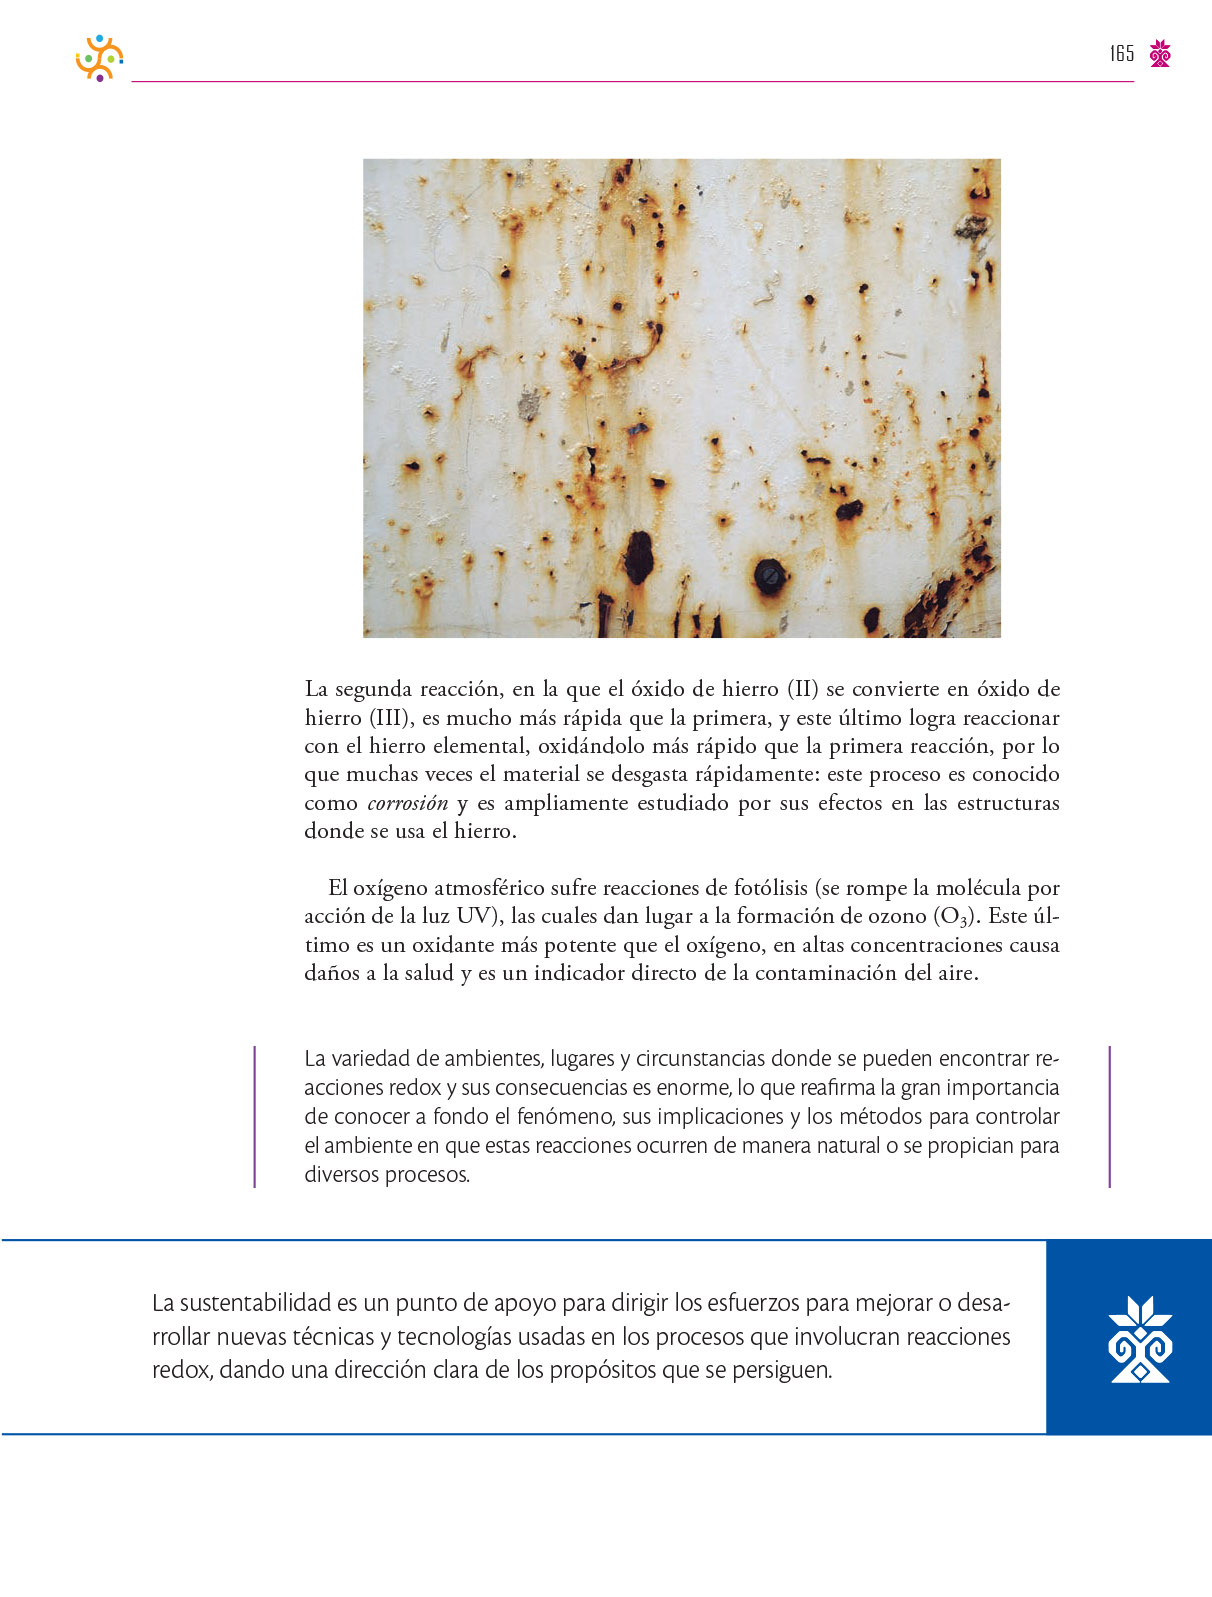 165
La segunda reacción, en la que el óxido de hierro (II) se convierte en óxido de
hierro (III), es mucho más rápida que la primera, y este último logra reaccionar
con el hierro elemental, oxidándolo más rápido que la primera reacción, por lo
que muchas veces el material se desgasta rápidamente: este proceso es conocido
como corrosión y es ampliamente estudiado por sus efectos en las estructuras
donde se usa el hierro.
El oxígeno atmosférico sufre reacciones de fotólisis (se rompe la molécula por
acción de la luz UV), las cuales dan lugar a la formación de ozono (O₃). Este úl-
timo es un oxidante más potente que el oxígeno, en altas concentraciones causa
daños a la salud y es un indicador directo de la contaminación del aire.
La variedad de ambientes, lugares y circunstancias donde se pueden encontrar re-
acciones redox y sus consecuencias es enorme, lo que reafirma la gran importancia
de conocer a fondo el fenómeno, sus implicaciones y los métodos para controlar
el ambiente en que estas reacciones ocurren de manera natural o se propician para
diversos procesos.
La sustentabilidad es un punto de apoyo para dirigir los esfuerzos para mejorar o desa-
rrollar nuevas técnicas y tecnologías usadas en los procesos que involucran reacciones
redox, dando una dirección clara de los propósitos que se persiguen.